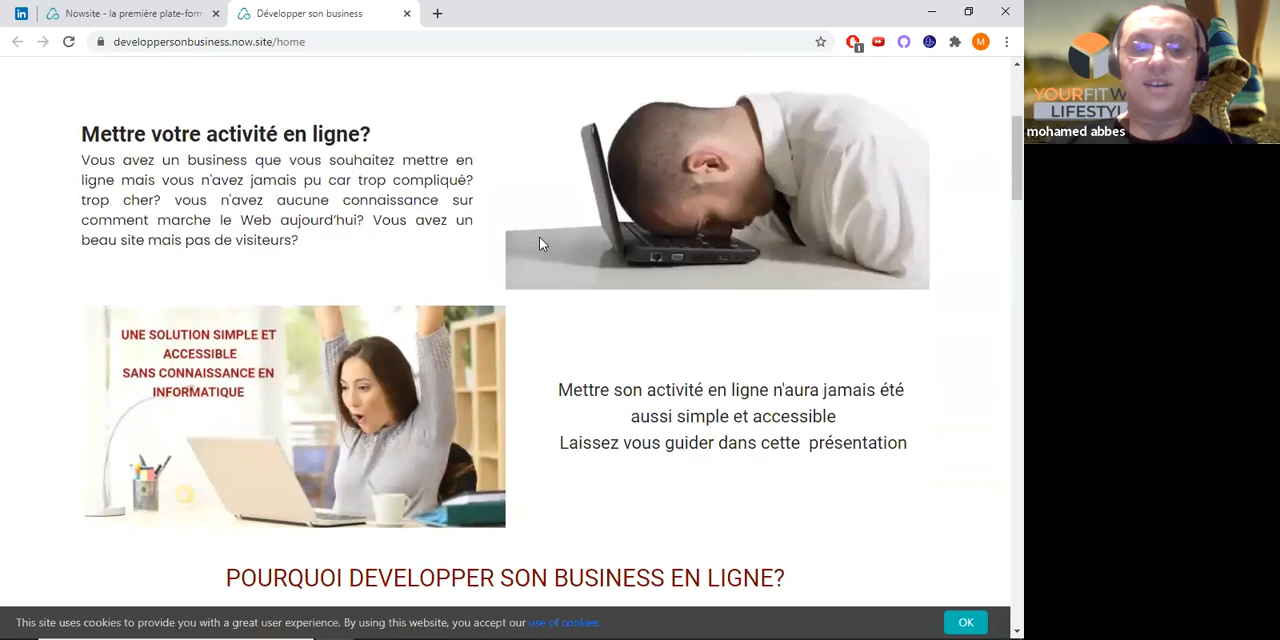 Nowsite - la première plate-form
Développer son business
developpersonbusiness.now.site/home
1
M
YOURFIT
LIFESTYL
mohamed abbes
Mettre votre activité en ligne?
Vous avez un business que vous souhaitez mettre en
ligne mais vous n'avez jamais pu car trop compliqué?
trop cher? vous n'avez aucune connaissance sur
comment marche le Web aujourd'hui? Vous avez un
beau site mais pas de visiteurs?
UNE SOLUTION SIMPLE ET
ACCESSIBLE
SANS CONNAISSANCE EN
INFORMATIQUE
Mettre son activité en ligne n'aura jamais été
aussi simple et accessible
Laissez vous guider dans cette présentation
POURQUOI DEVELOPPER SON BUSINESS EN LIGNE?
This site uses cookies to provide you with a great user experience. By using this website, you accept our use of cookies
OK